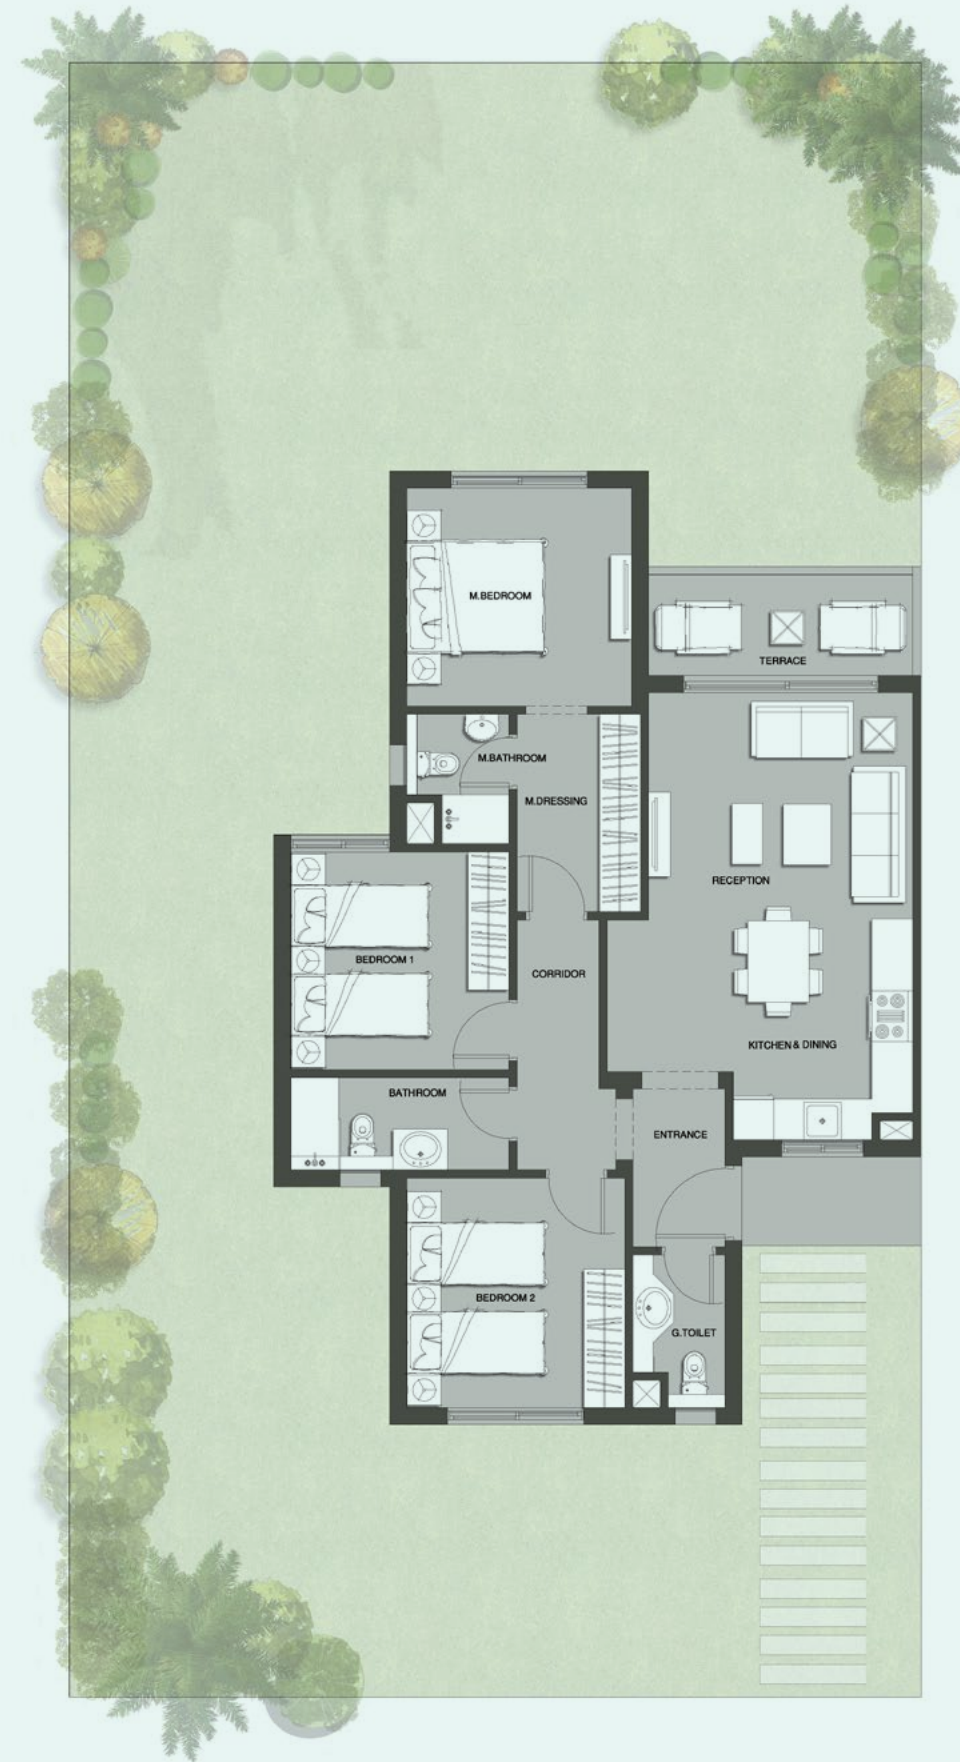 M.BEDROOM
TERRACE
M.BATHROOM
M.DRESSING
RECEPTION
BEDROOM 1
CORRIDOR
KITCHEN & DINING
BATHROOM
ENTRANCE
BEDROOM 2
G.TOILET